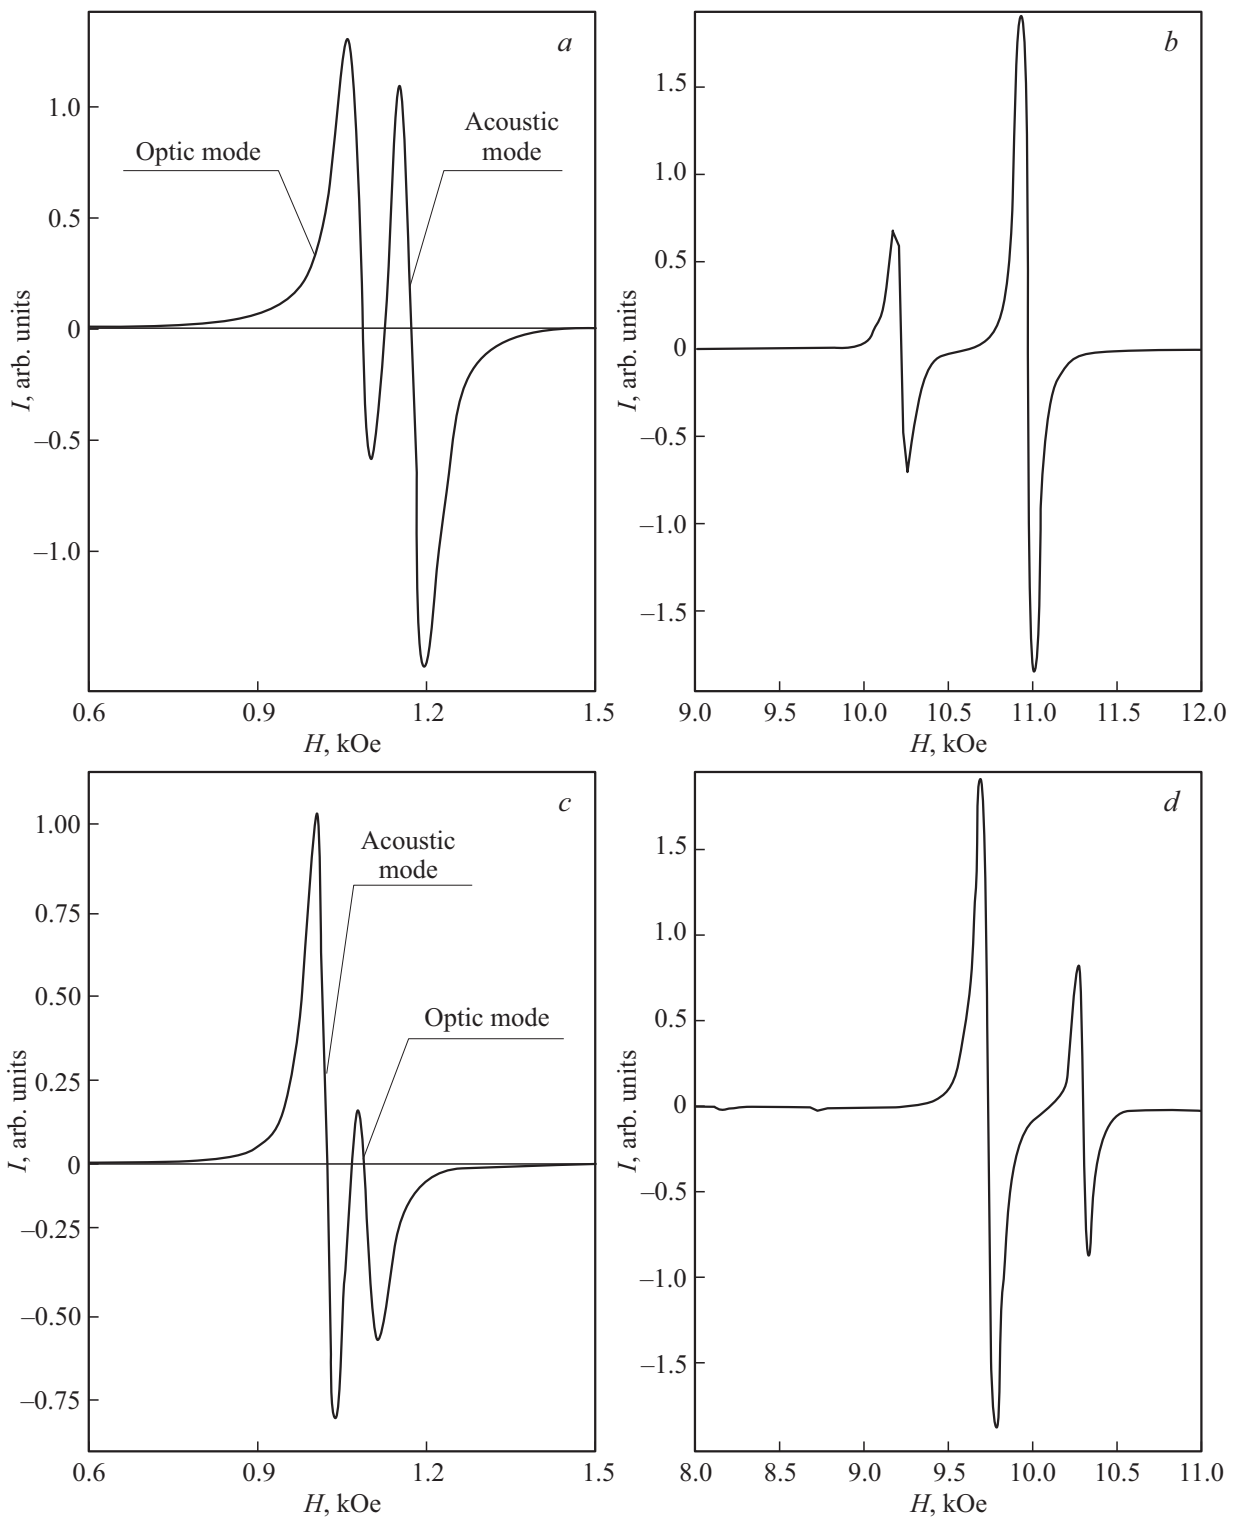 a
Optic mode
Acoustic
mode
1.0
0.5
0
–0.5
–1.0
I, arb. units
0.6 0.9 1.2 1.5
H, kOe
b
1.5
1.0
0.5
0
–0.5
–1.0
–1.5
I, arb. units
9.0 9.5 10.0 10.5 11.0 11.5 12.0
H, kOe
c
Acoustic
mode
Optic mode
1.00
0.75
0.50
0.25
0
–0.25
–0.50
–0.75
I, arb. units
0.6 0.9 1.2 1.5
H, kOe
d
1.5
1.0
0.5
0
–0.5
–1.0
–1.5
I, arb. units
8.0 8.5 9.0 9.5 10.0 10.5 11.0
H, kOe